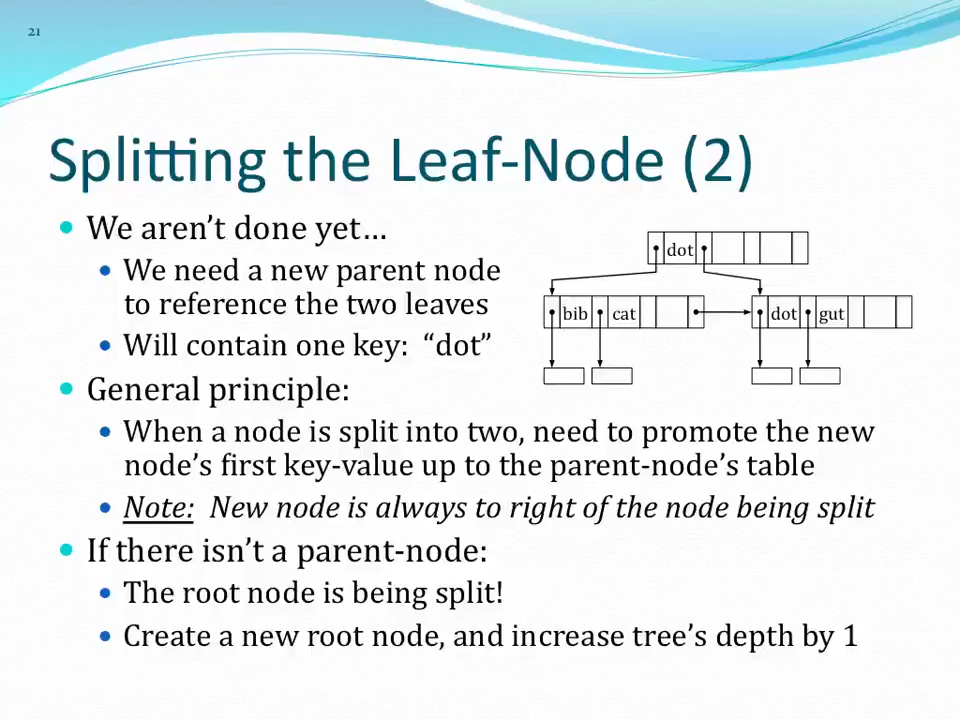 21
Splitting the Leaf-Node (2)
We aren’t done yet…
We need a new parent node
to reference the two leaves
Will contain one key: “dot”
dot
bib cat dot gut
General principle:
When a node is split into two, need to promote the new
node’s first key-value up to the parent-node’s table
Note: New node is always to right of the node being split
If there isn’t a parent-node:
The root node is being split!
Create a new root node, and increase tree’s depth by 1